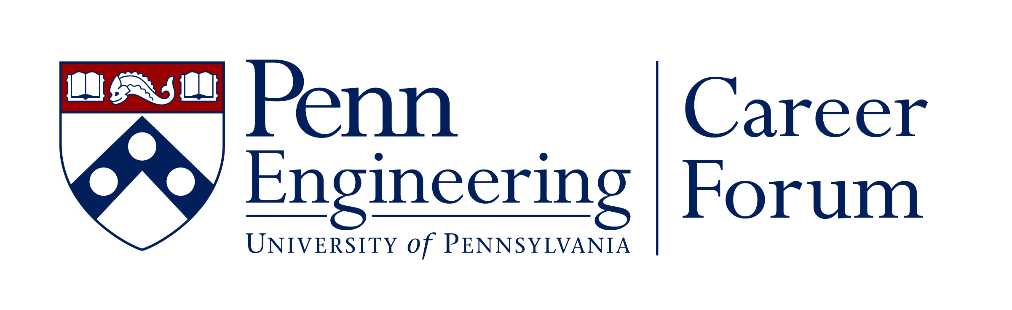 Penn
Engineering
UNIVERSITY of PENNSYLVANIA
Career
Forum